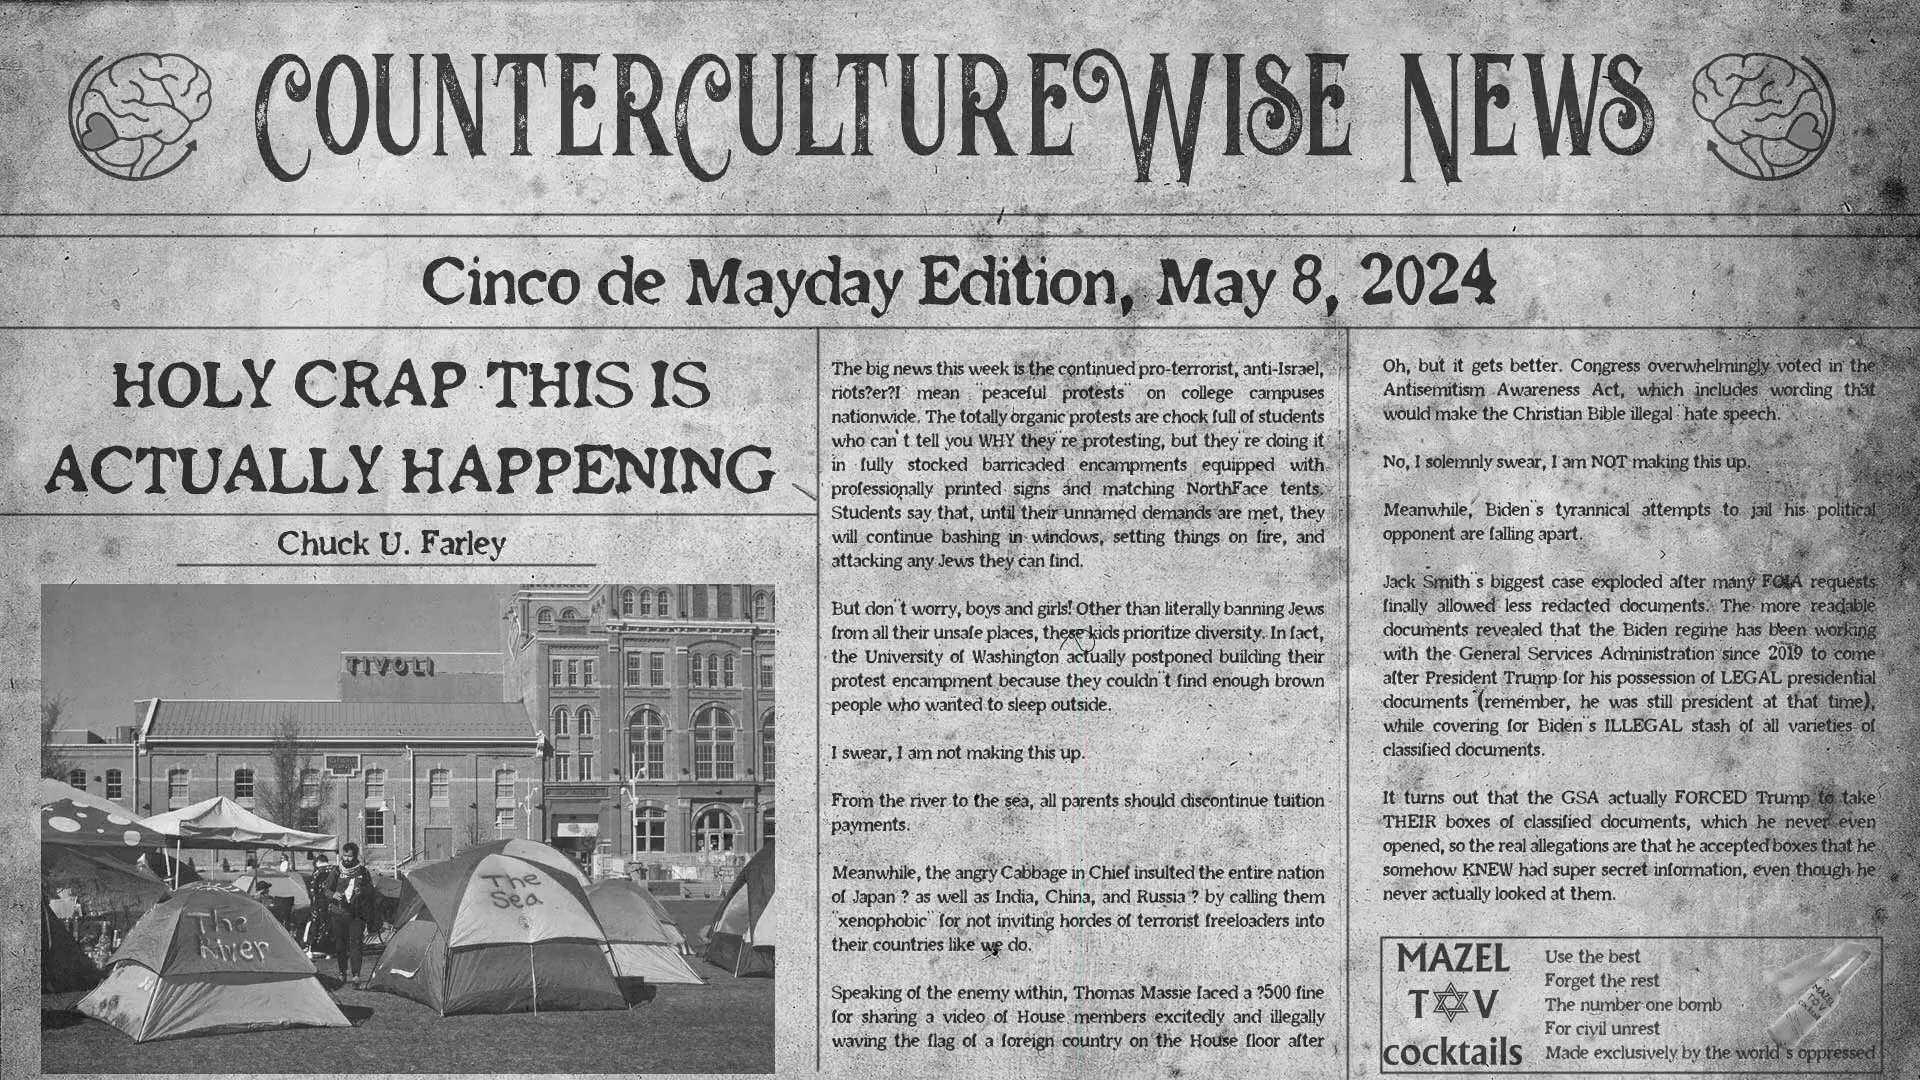 COUNTERCULTUREWISE NEWS
Cinco de Mayday Edition, May 8, 2024
HOLY CRAP THIS IS
ACTUALLY HAPPENING
Chuck U. Farley
TIVOLI
The
River
The
Sea
The big news this week is the continued pro-terrorist, anti-Israel,
riots?er?I mean ¨peaceful protests¨ on college campuses
nationwide. The totally organic protests are chock full of students
who can¨t tell you WHY they¨re protesting, but they¨re doing it
in fully stocked barricaded encampments equipped with
professionally printed signs and matching NorthFace tents.
Students say that, until their unnamed demands are met, they
will continue bashing in windows, setting things on fire, and
attacking any Jews they can find.
But don¨t worry, boys and girls! Other than literally banning Jews
from all their unsafe places, these kids prioritize diversity. In fact,
the University of Washington actually postponed building their
protest encampment because they couldn¨t find enough brown
people who wanted to sleep outside.
I swear, I am not making this up.
From the river to the sea, all parents should discontinue tuition
payments.
Meanwhile, the angry Cabbage in Chief insulted the entire nation
of Japan ? as well as India, China, and Russia ? by calling them
¨xenophobic¨ for not inviting hordes of terrorist freeloaders into
their countries like we do.
Speaking of the enemy within, Thomas Massie faced a ?500 fine
for sharing a video of House members excitedly and illegally
waving the flag of a foreign country on the House floor after
Oh, but it gets better. Congress overwhelmingly voted in the
Antisemitism Awareness Act, which includes wording that
would make the Christian Bible illegal ¨hate speech.¨
No, I solemnly swear, I am NOT making this up.
Meanwhile, Biden¨s tyrannical attempts to jail his political
opponent are falling apart.
Jack Smith¨s biggest case exploded after many FOIA requests
finally allowed less redacted documents. The more readable
documents revealed that the Biden regime has been working
with the General Services Administration since 2019 to come
after President Trump for his possession of LEGAL presidential
documents (remember, he was still president at that time),
while covering for Biden¨s ILLEGAL stash of all varieties of
classified documents.
It turns out that the GSA actually FORCED Trump to take
THEIR boxes of classified documents, which he never even
opened, so the real allegations are that he accepted boxes that he
somehow KNEW had super secret information, even though he
never actually looked at them.
MAZEL
T✡V
cocktails
Use the best
Forget the rest
The number one bomb
For civil unrest
Made exclusively by the world¨s oppressed
MAZEL
T✡V
cocktails